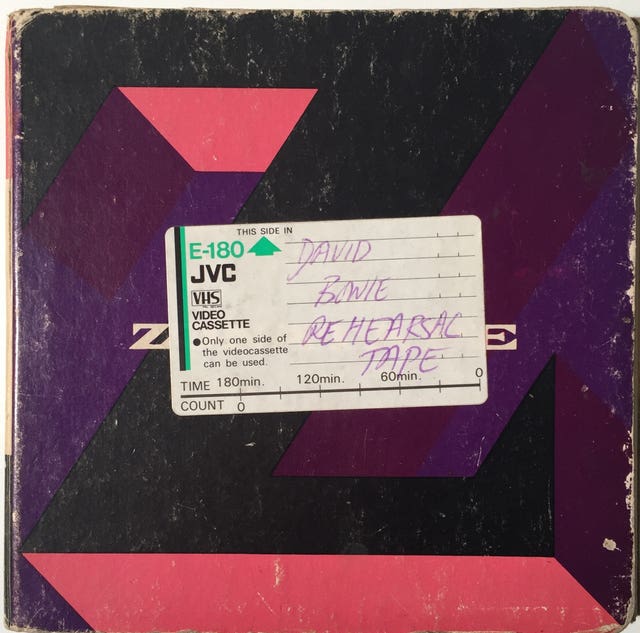 THIS SIDE IN
E-180
JVC
VHS
VIDEO
CASSETTE
●Only one side of
the videocassette
can be used.
DAVID
BOWIE
REHEARSAL
TAPE
TIME 180min. 120min. 60min. 0
COUNT 0
Z
E